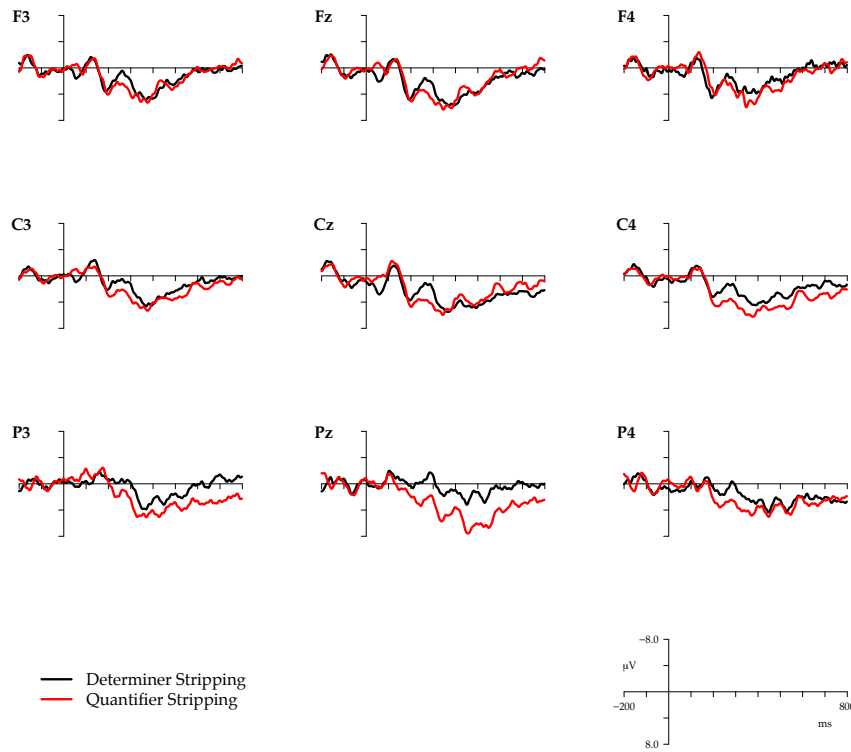 F3
Fz
F4
C3
Cz
C4
P3
Pz
P4
Determiner Stripping
Quantifier Stripping
−8.0
μV
−200
800
ms
8.0